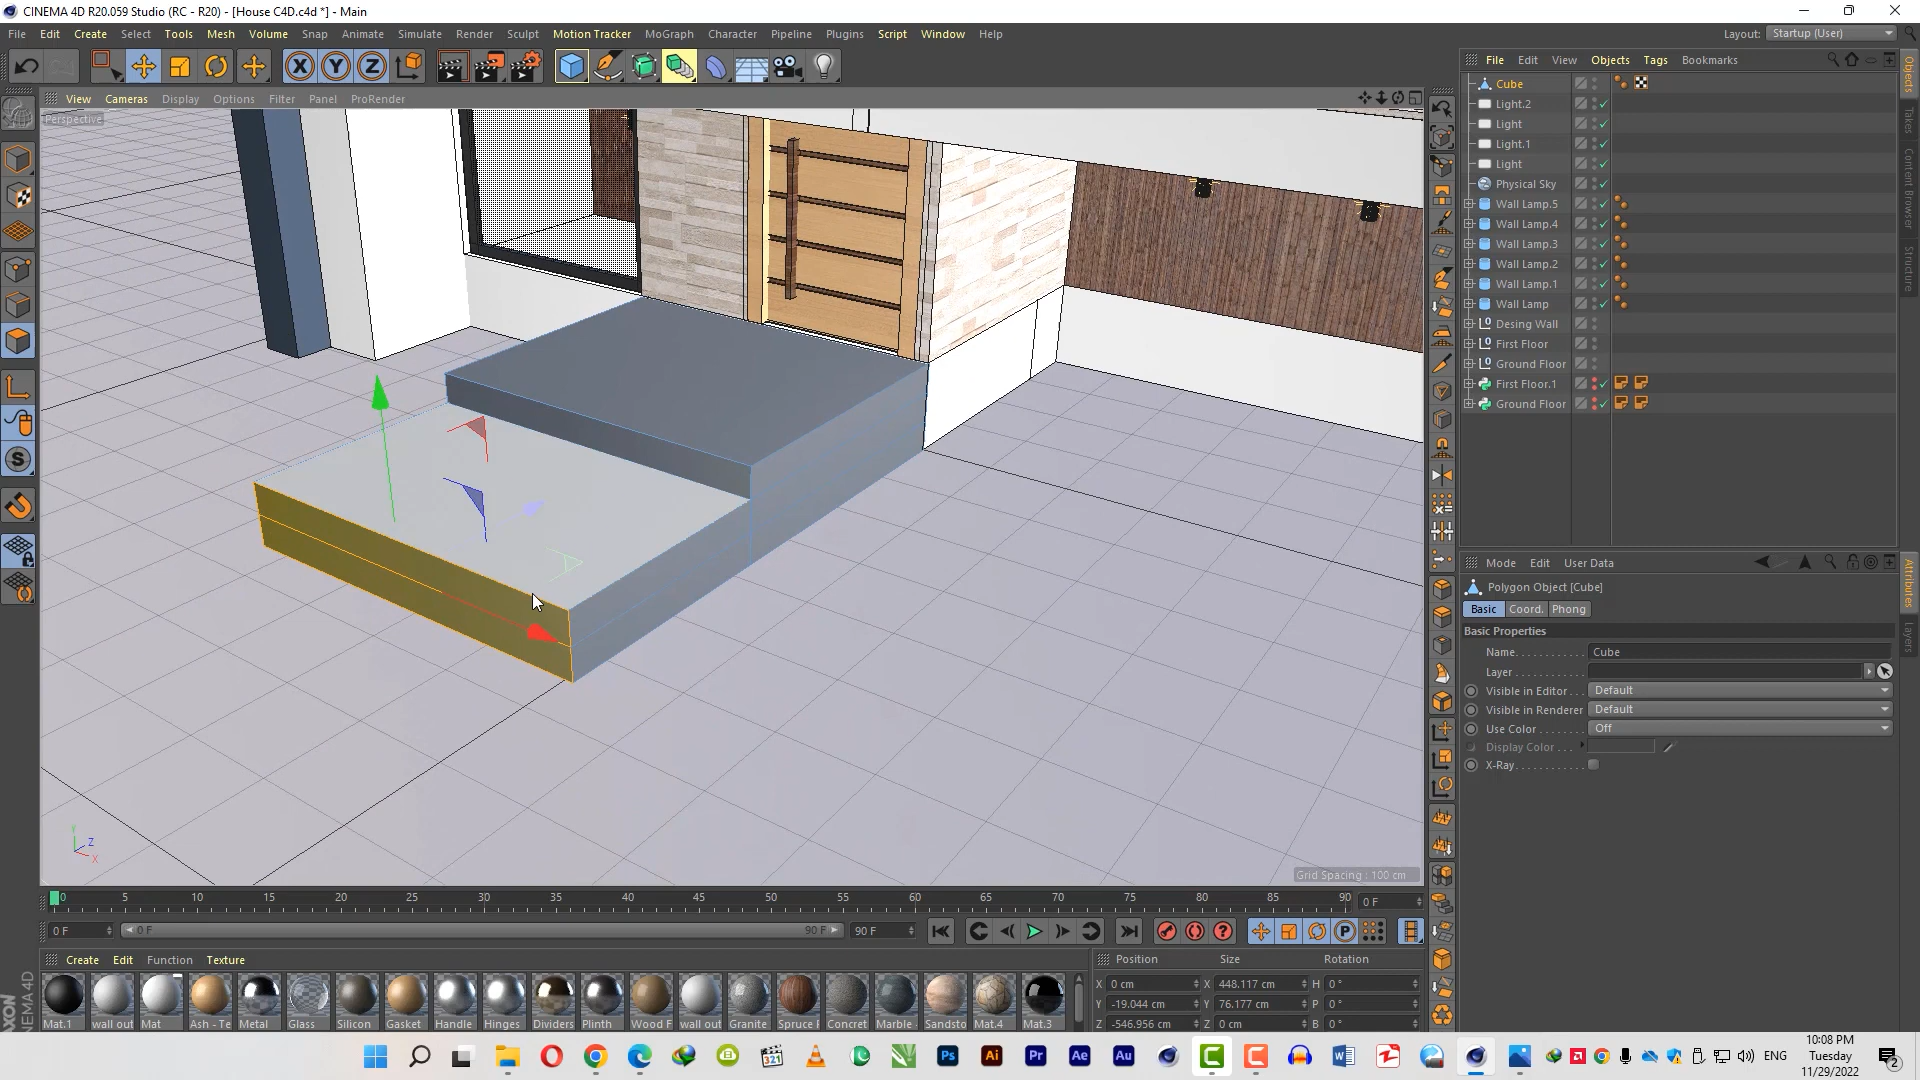 CINEMA 4D R20.059 Studio (RC - R20) - [House C4D.c4d *] - Main
File Edit Create Select Tools Mesh Volume Snap Animate Simulate Render Sculpt Motion Tracker MoGraph Character Pipeline Plugins Script Window Help
Layout: Startup (User)
View Cameras Display Options Filter Panel ProRender
Perspective
Grid Spacing : 100 cm
File Edit View Objects Tags Bookmarks
Cube
Light.2
Light
Light.1
Light
Physical Sky
Wall Lamp.5
Wall Lamp.4
Wall Lamp.3
Wall Lamp.2
Wall Lamp.1
Wall Lamp
Desing Wall
First Floor
Ground Floor
First Floor.1
Ground Floor
Objects
Takes
Content Browser
Structure
Mode Edit User Data
Polygon Object [Cube]
Basic Coord. Phong
Basic Properties
Name Cube
Layer
Visible in Editor Default
Visible in Renderer Default
Use Color Off
Display Color
X-Ray
Attributes
Layers
0 5 10 15 20 25 30 35 40 45 50 55 60 65 70 75 80 85 90 0 F
0 F 0 F 90 F 90 F
Create Edit Function Texture
Mat.1 wall out Mat Ash - Te Metal Glass Silicon Gasket Handle Hinges Dividers Plinth Wood F wall out Granite Spruce F Concret Marble Sandsto Mat.4 Mat.3
Position Size Rotation
X 0 cm X 448.117 cm H 0 °
Y -19.044 cm Y 76.177 cm P 0 °
Z -546.956 cm Z 0 cm B 0 °
ENG
10:08 PM
Tuesday
11/29/2022
2